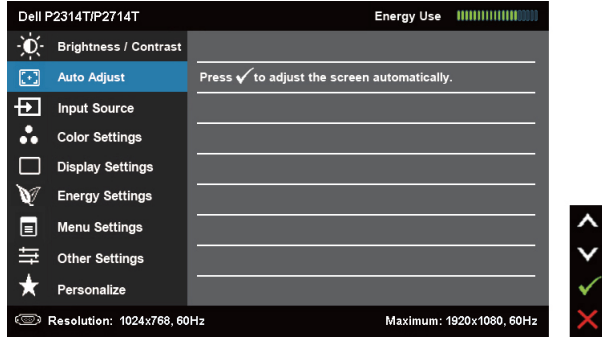 Dell P2314T/P2714T Energy Use
Brightness / Contrast
Auto Adjust Press ✓ to adjust the screen automatically.
Input Source
Color Settings
Display Settings
Energy Settings
Menu Settings
Other Settings
Personalize
Resolution: 1024x768, 60Hz Maximum: 1920x1080, 60Hz